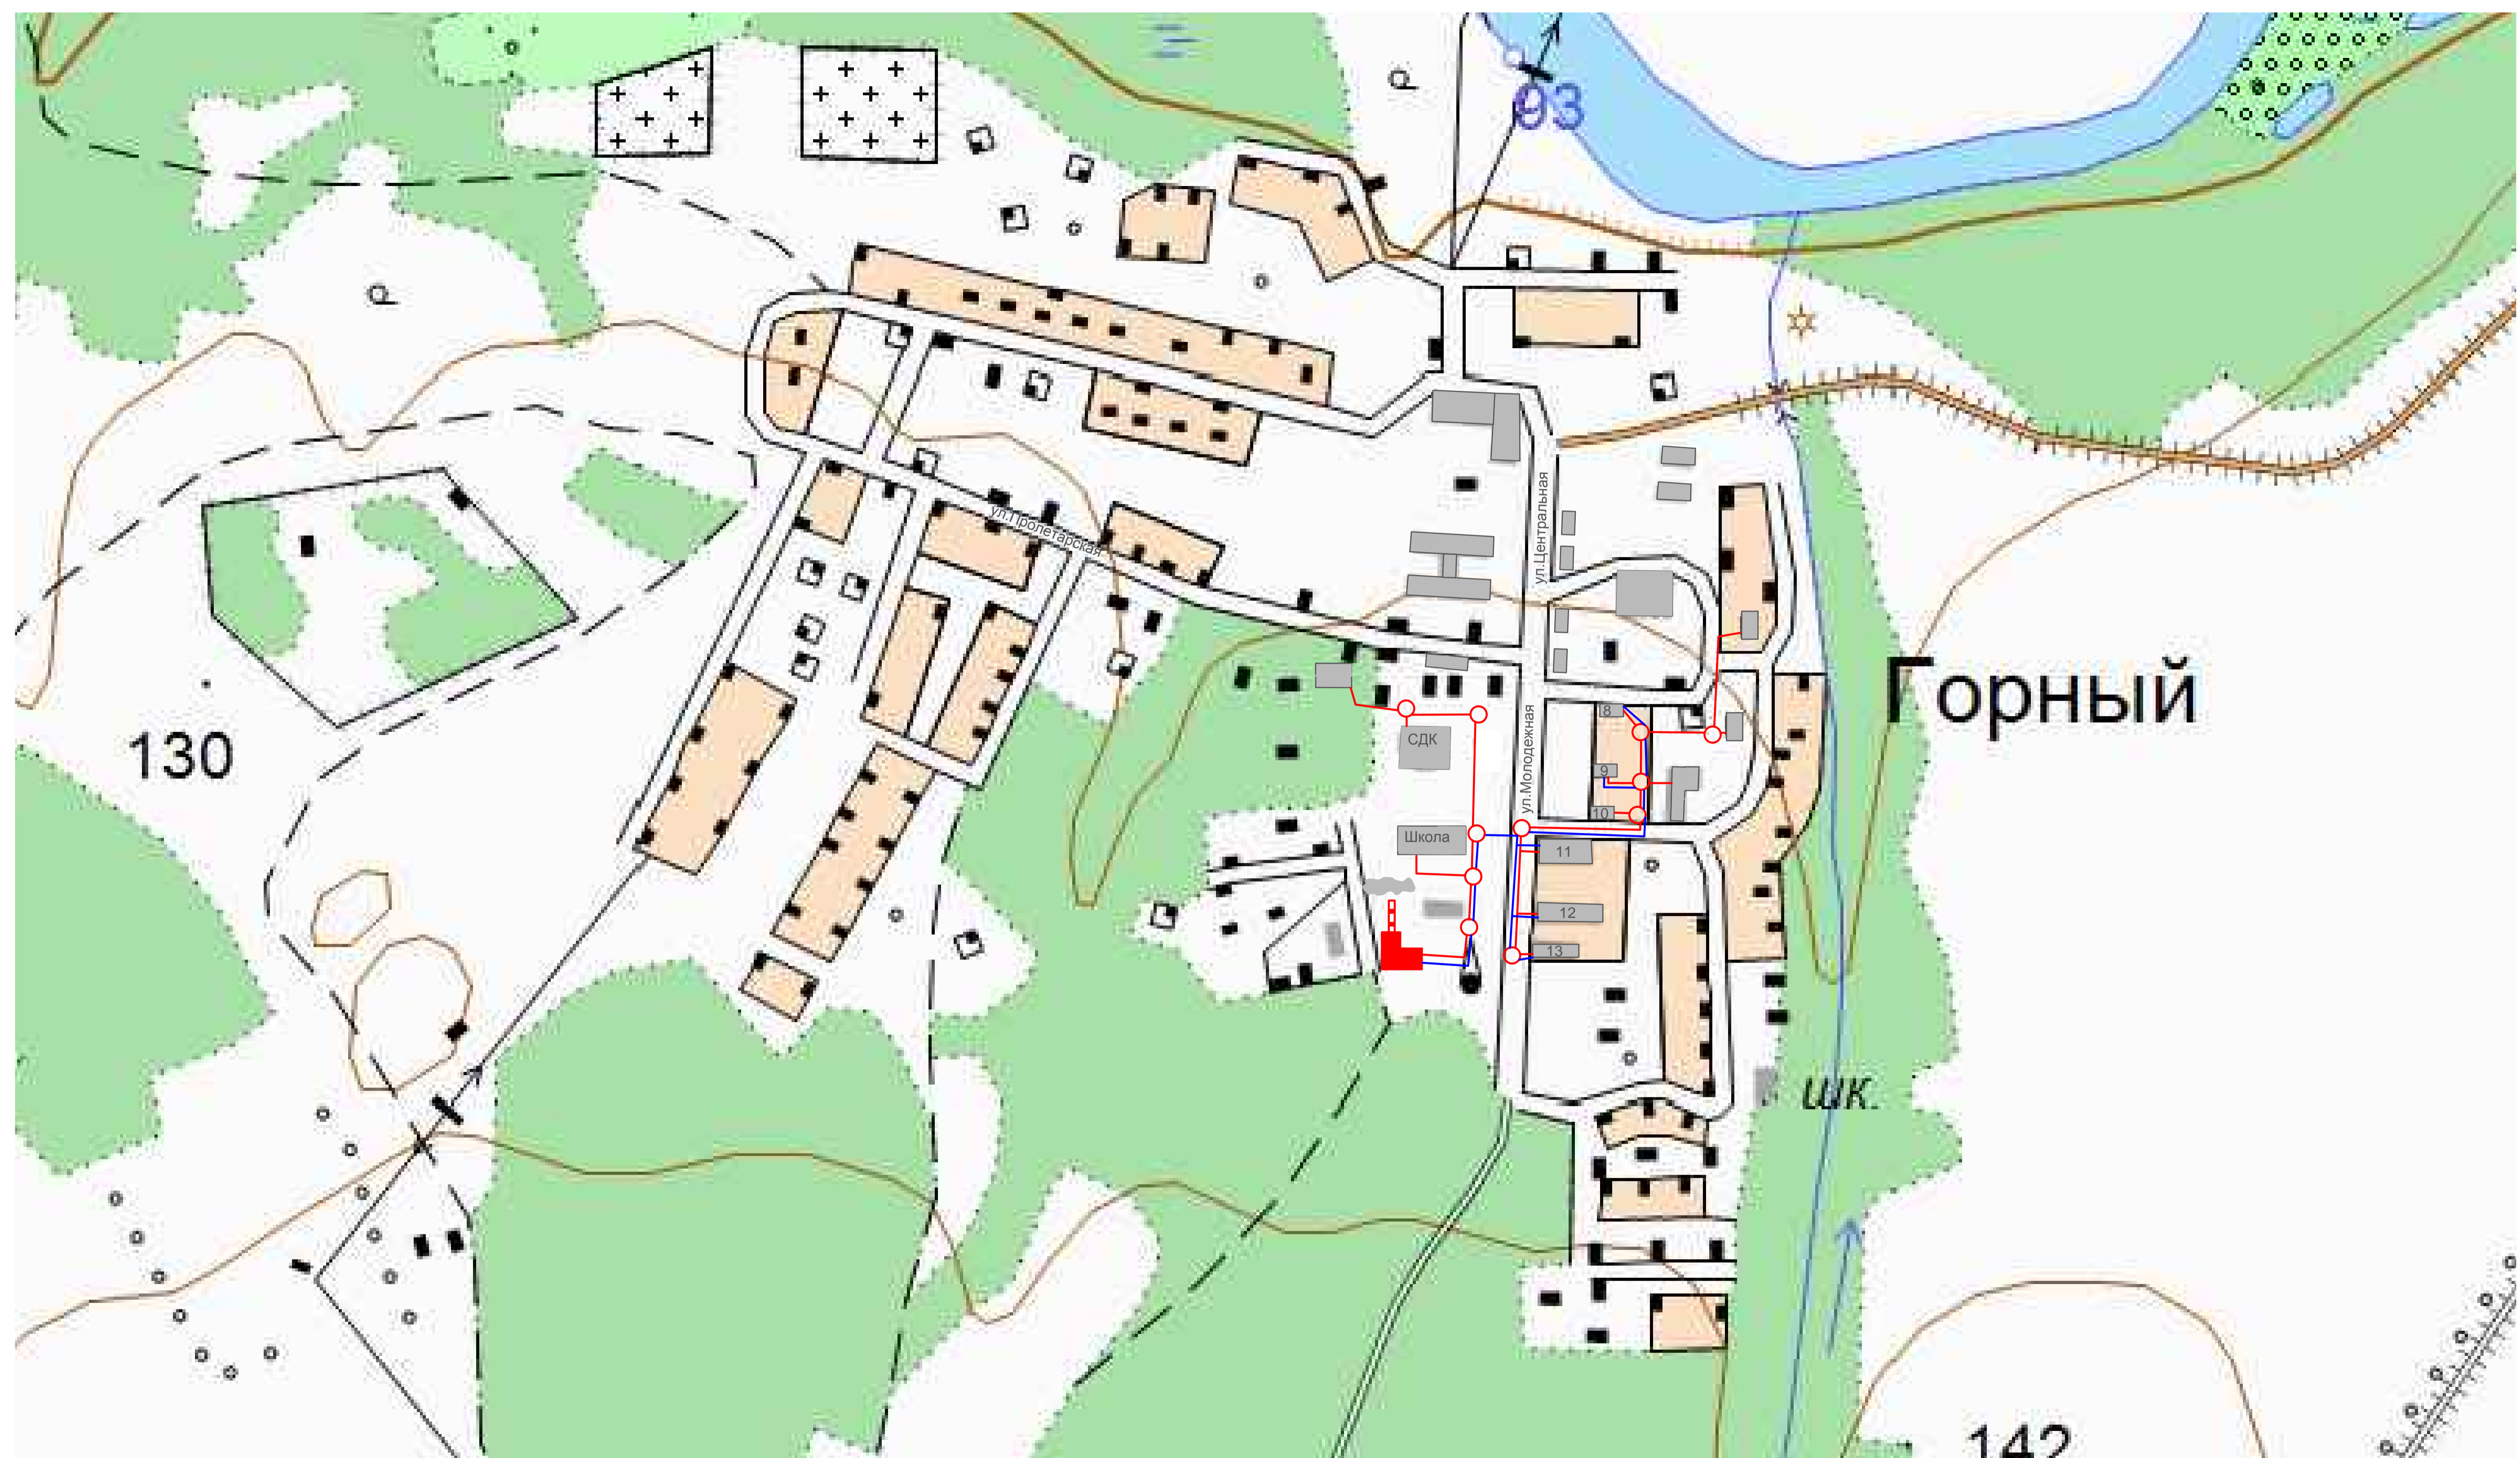 93
ул.Центральная
ул.Пролетарская
Горный
130
СДК
ул.Молодежная
8
9
10
Школа
11
12
13
шк.
142